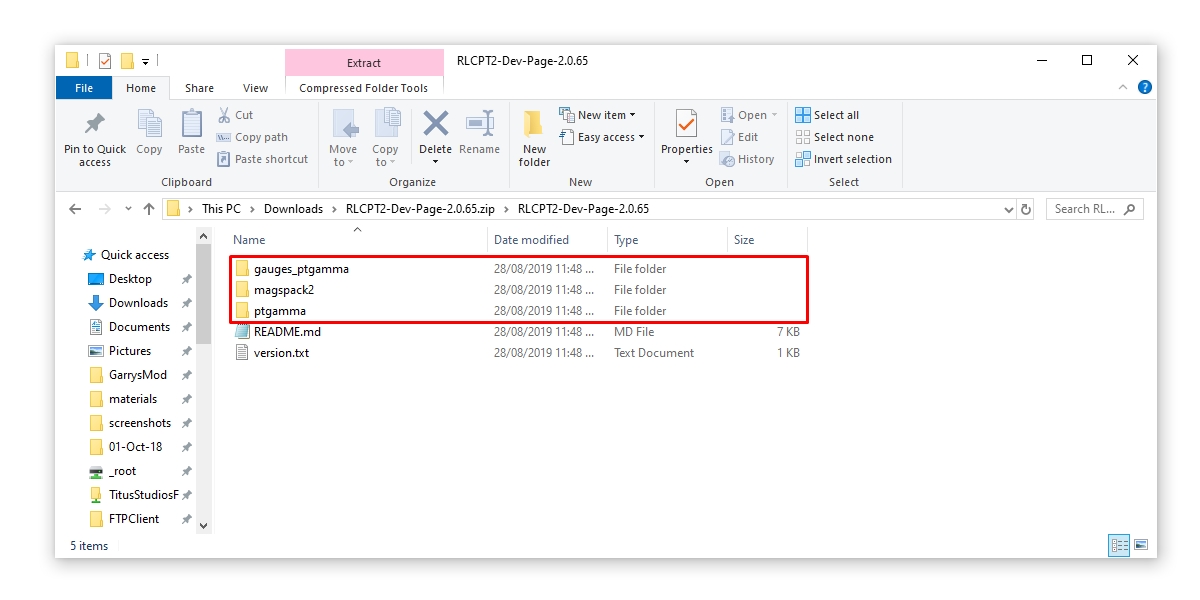 Extract RLCPT2-Dev-Page-2.0.65
File Home Share View Compressed Folder Tools
Pin to Quick access
Copy
Paste
Cut
Copy path
Paste shortcut
Clipboard
Move to
Copy to
Delete
Rename
Organize
New folder
New item
Easy access
New
Properties
Open
Edit
History
Open
Select all
Select none
Invert selection
Select
This PC > Downloads > RLCPT2-Dev-Page-2.0.65.zip > RLCPT2-Dev-Page-2.0.65
Search RL...
Quick access
Desktop
Downloads
Documents
Pictures
GarrysMod
materials
screenshots
01-Oct-18
_root
TitusStudiosF
FTPClient
Name Date modified Type Size
gauges_ptgamma 28/08/2019 11:48 ... File folder
magspack2 28/08/2019 11:48 ... File folder
ptgamma 28/08/2019 11:48 ... File folder
README.md 28/08/2019 11:48 ... MD File 7 KB
version.txt 28/08/2019 11:48 ... Text Document 1 KB
5 items